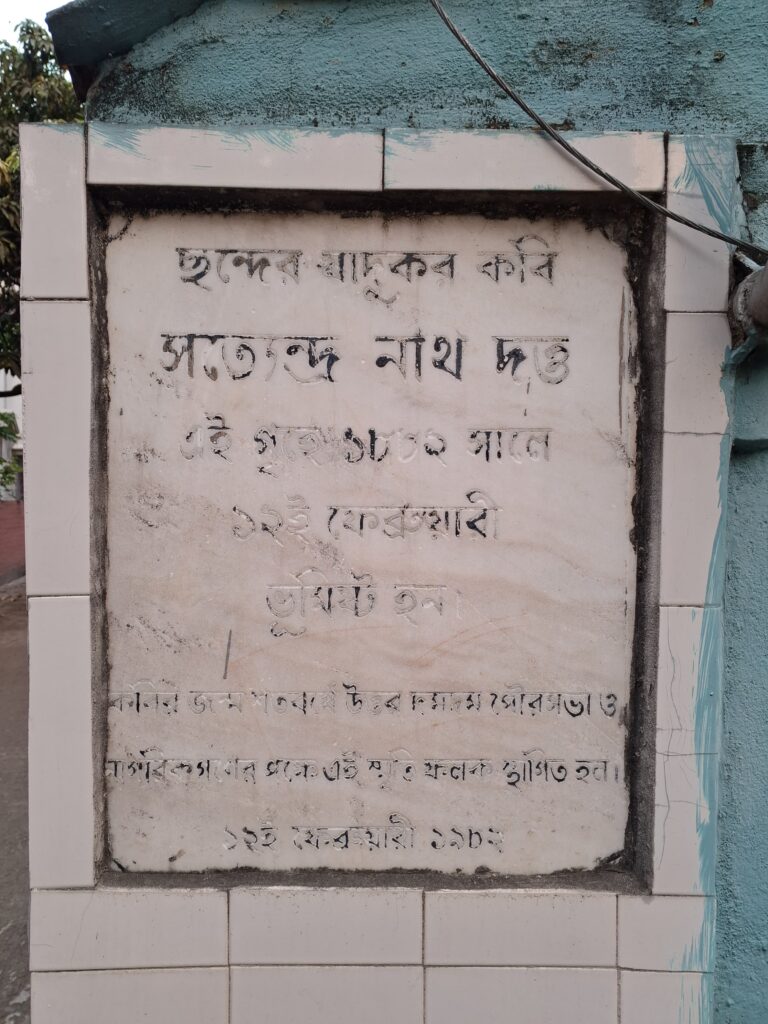 ছন্দের যাদুকর কবি
সত্যেন্দ্র নাথ দত্ত
এই গৃহে ১৮৮২ সালে
১২ই ফেব্রুয়ারী
ভূমিষ্ট হন।
কবির জন্ম শতবর্ষে উত্তর দমদম পৌরসভা ও
নাগরিকগণের পক্ষে এই স্মৃতি ফলক স্থাপিত হল।
১২ই ফেব্রুয়ারী ১৯৮২